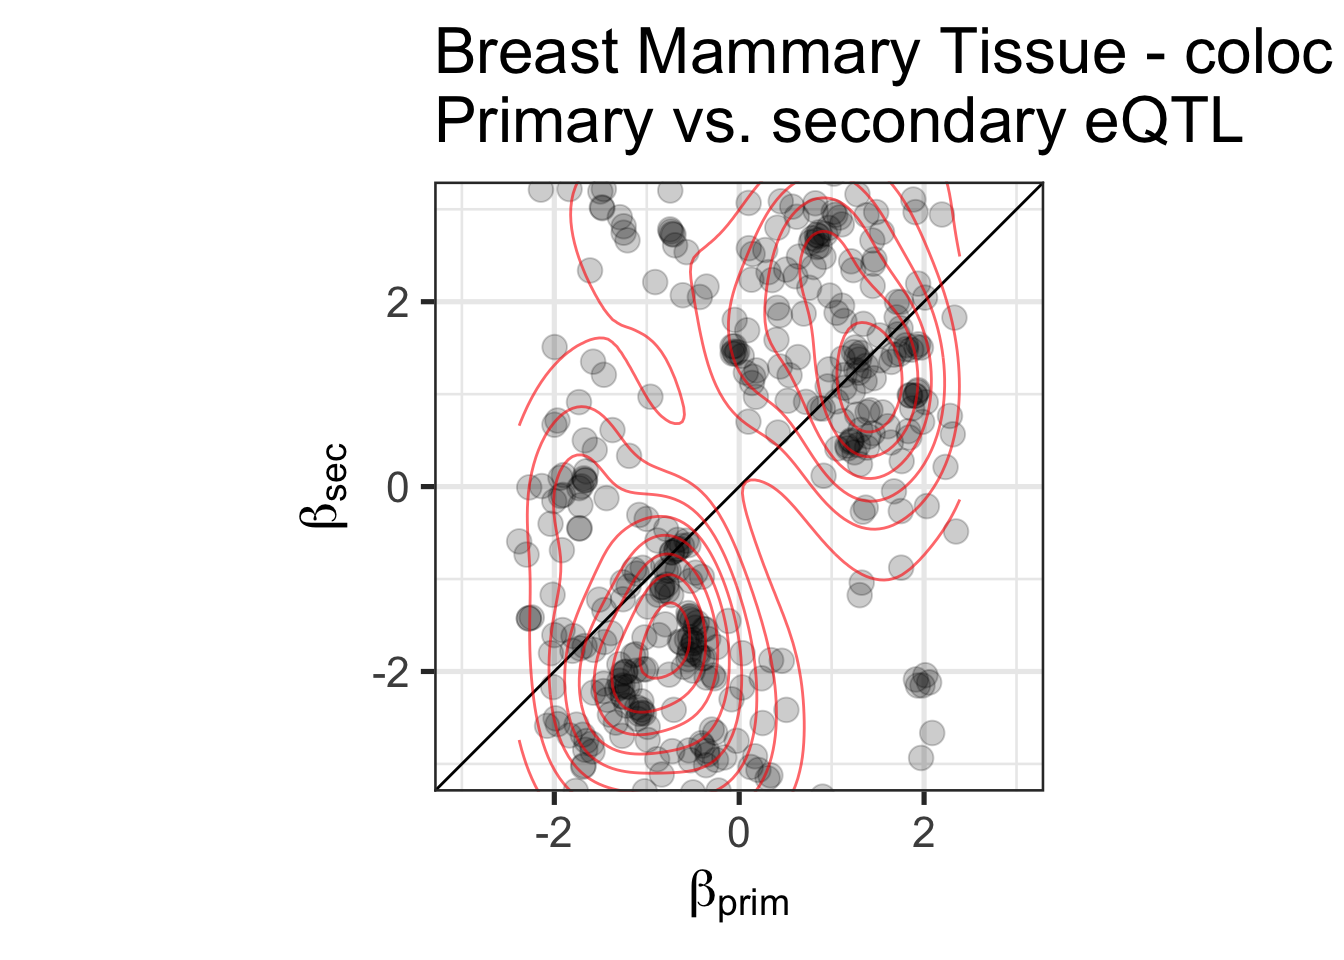 Breast Mammary Tissue - coloc
Primary vs. secondary eQTL
2
0
-2
βsec
-2 0 2
βprim